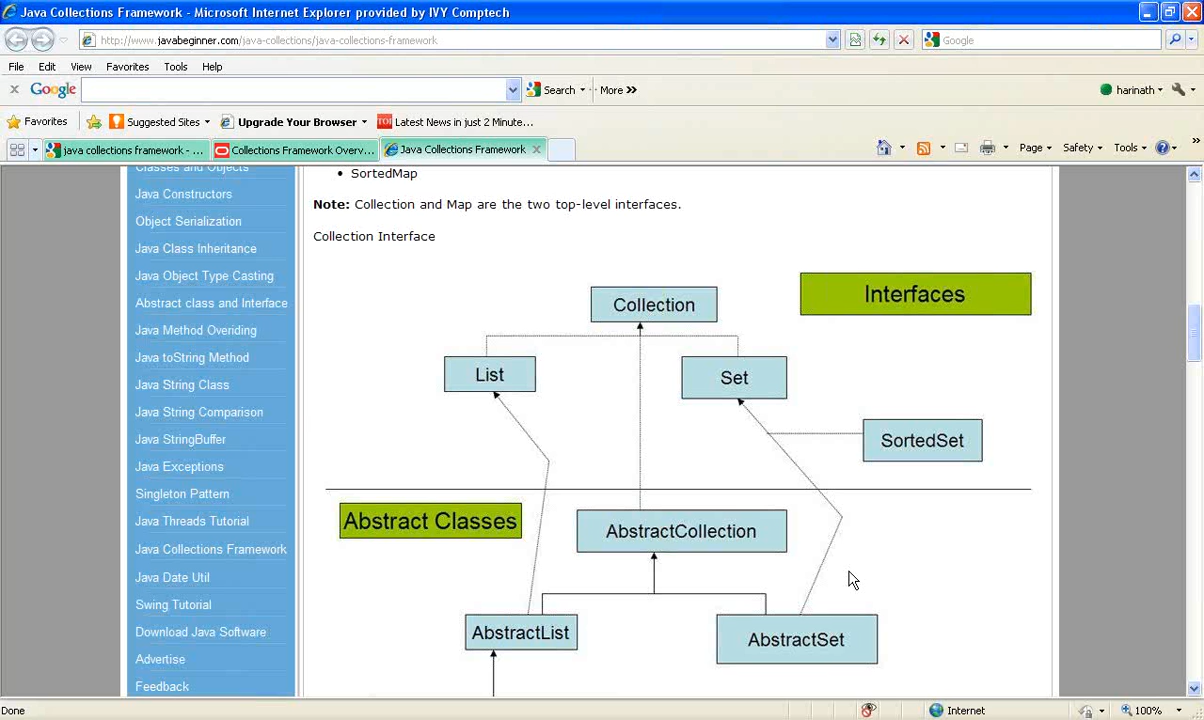 Java Collections Framework - Microsoft Internet Explorer provided by IVY Comptech
http://www.javabeginner.com/java-collections/java-collections-framework
Google
File Edit View Favorites Tools Help
x Google Search More »
harinath
Favorites Suggested Sites Upgrade Your Browser TOI Latest News in just 2 Minute...
java collections framework - ... Collections Framework Overv... Java Collections Framework
Page Safety Tools »
Classes and Objects
Java Constructors
Object Serialization
Java Class Inheritance
Java Object Type Casting
Abstract class and Interface
Java Method Overiding
Java toString Method
Java String Class
Java String Comparison
Java StringBuffer
Java Exceptions
Singleton Pattern
Java Threads Tutorial
Java Collections Framework
Java Date Util
Swing Tutorial
Download Java Software
Advertise
Feedback
• SortedMap
Note: Collection and Map are the two top-level interfaces.
Collection Interface
Interfaces
Collection
List
Set
SortedSet
Abstract Classes
AbstractCollection
AbstractList
AbstractSet
Done Internet 100%